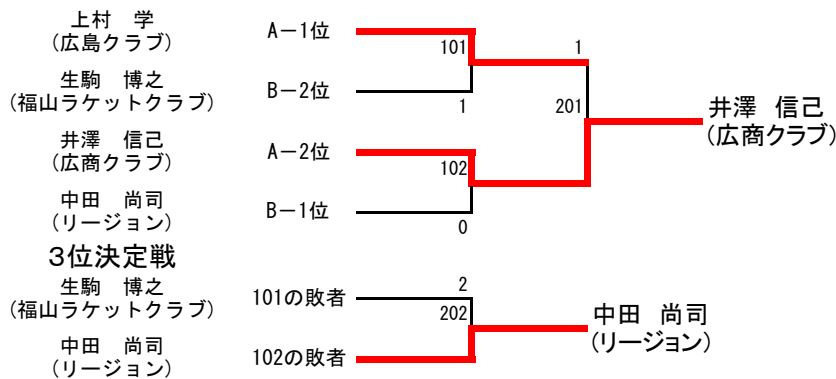 上村　学
(広島クラブ)
A－1位
101
1
生駒　博之
(福山ラケットクラブ)
B－2位
1
201
井澤　信己
(広商クラブ)
井澤　信己
(広商クラブ)
A－2位
102
中田　尚司
(リージョン)
B－1位
0
3位決定戦
生駒　博之
(福山ラケットクラブ)
101の敗者
2
202
中田　尚司
(リージョン)
中田　尚司
(リージョン)
102の敗者